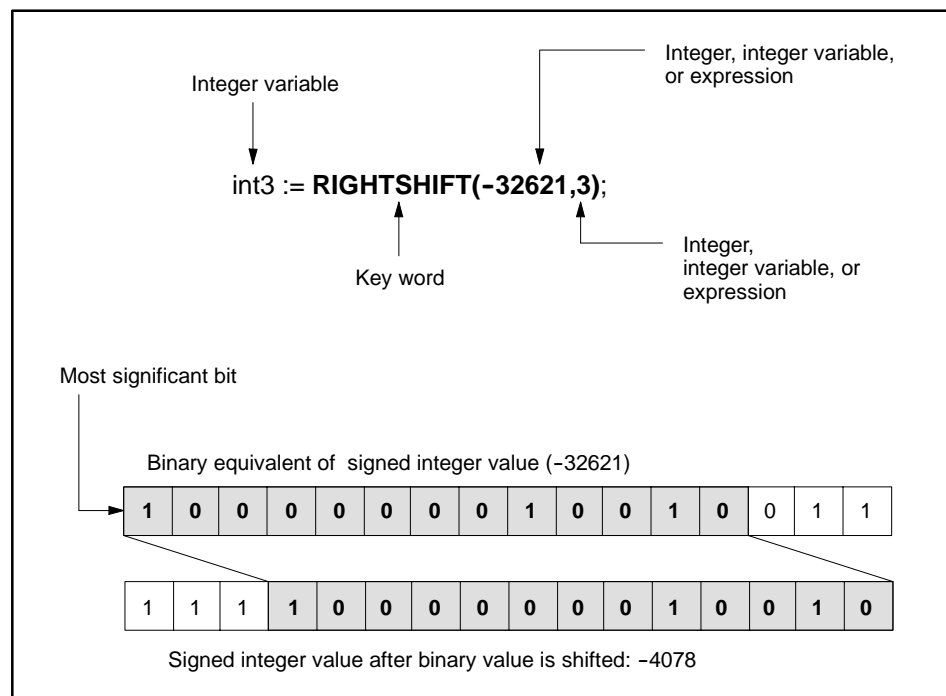 Integer, integer variable,
or expression
Integer variable
int3 := RIGHTSHIFT(-32621,3);
Key word
Integer,
integer variable, or
expression
Most significant bit
Binary equivalent of signed integer value (-32621)
1 0 0 0 0 0 0 0 1 0 0 1 0 0 1 1
1 1 1 1 0 0 0 0 0 0 0 1 0 0 1 0
Signed integer value after binary value is shifted: -4078